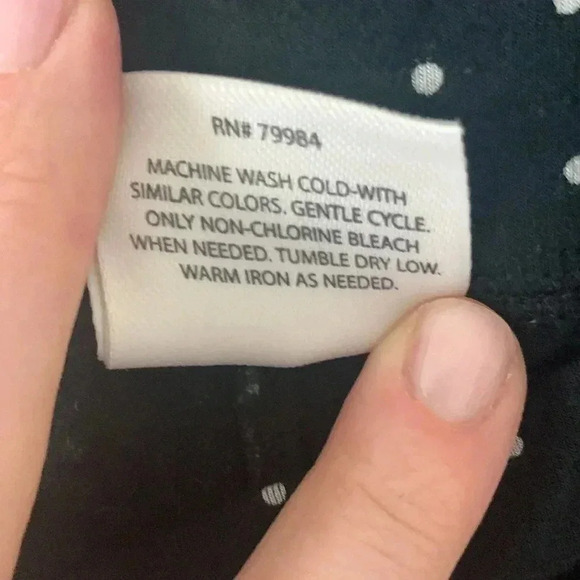 RN# 79984
MACHINE WASH COLD-WITH
SIMILAR COLORS. GENTLE CYCLE.
ONLY NON-CHLORINE BLEACH
WHEN NEEDED. TUMBLE DRY LOW.
WARM IRON AS NEEDED.